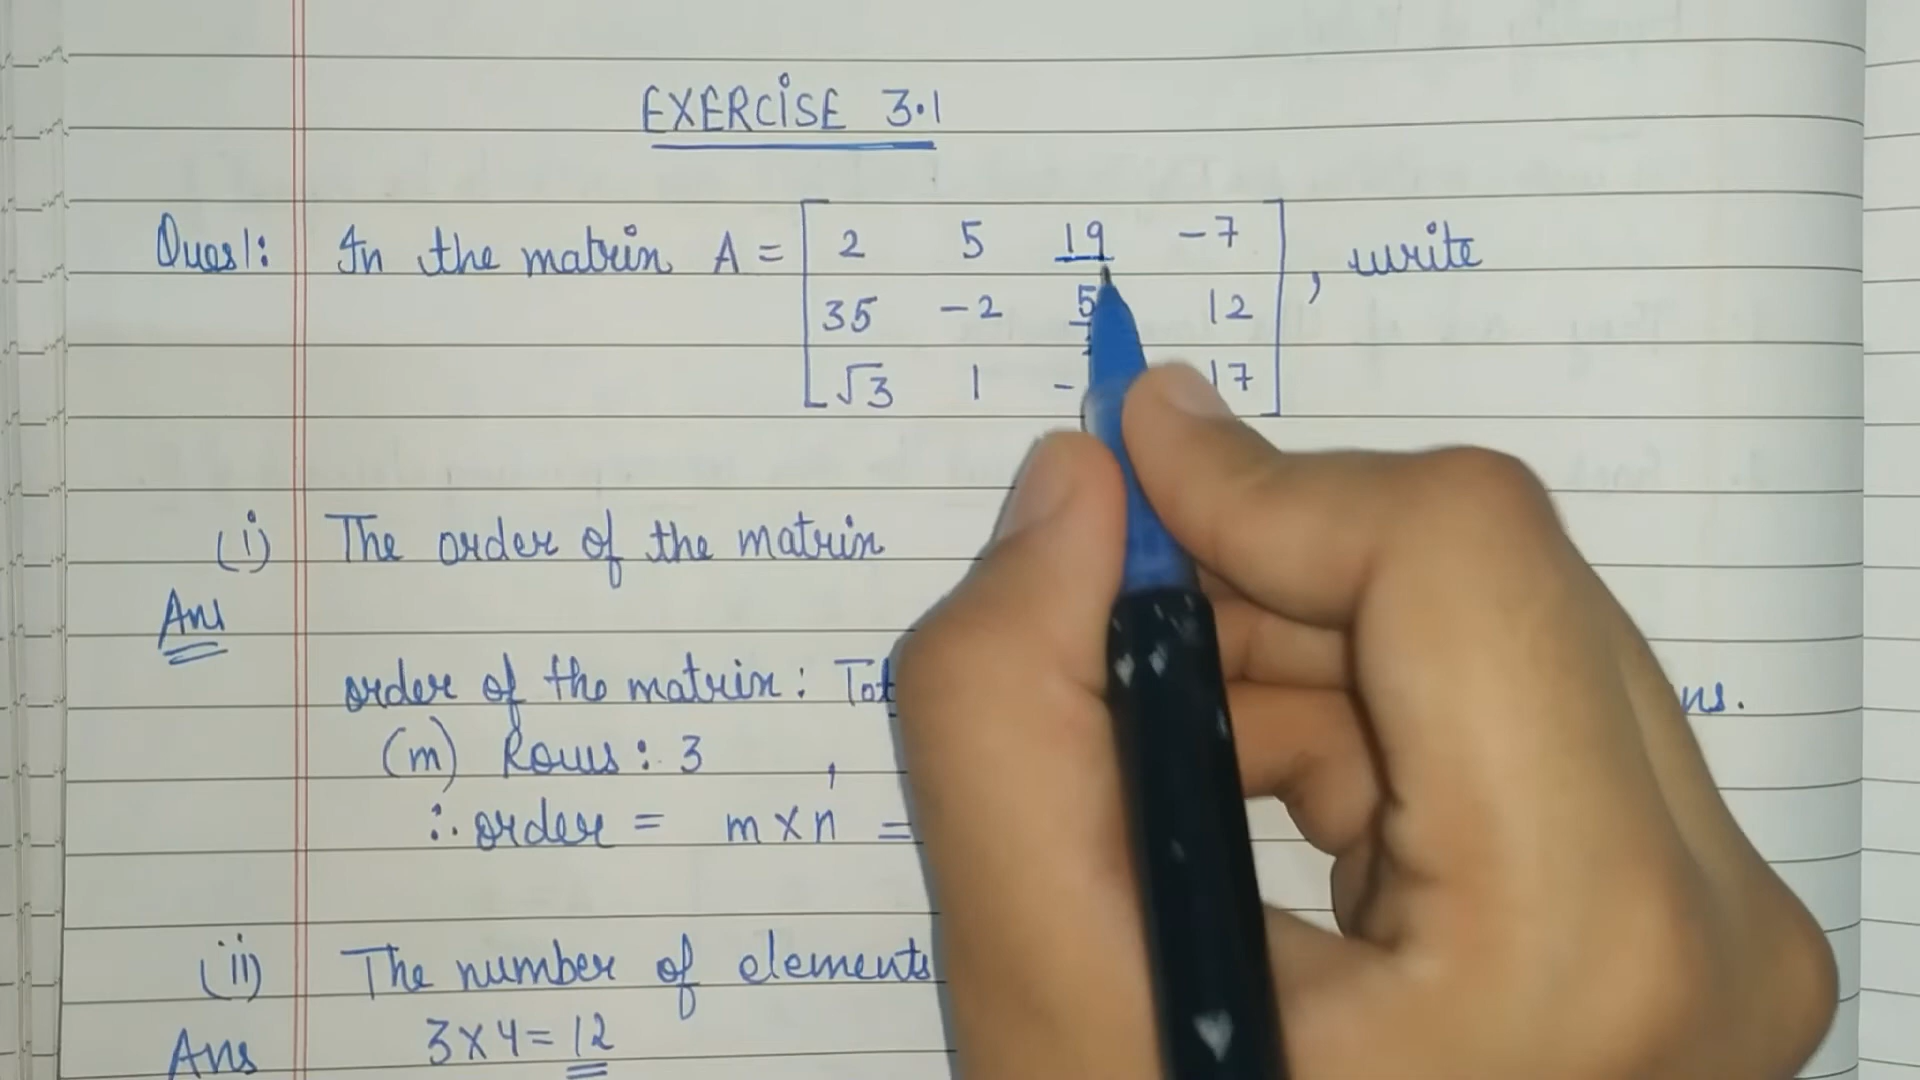 EXERCISE 3.1
Ques1: In the matrix A = [ 2 5 19 -7 ], write
35 -2 5 12
√3 1 - 17
(i) The order of the matrix
Ans
order of the matrix:
(m) Rows: 3 ,
∴ order = m×n =
(ii) The number of elements
Ans 3×4=12